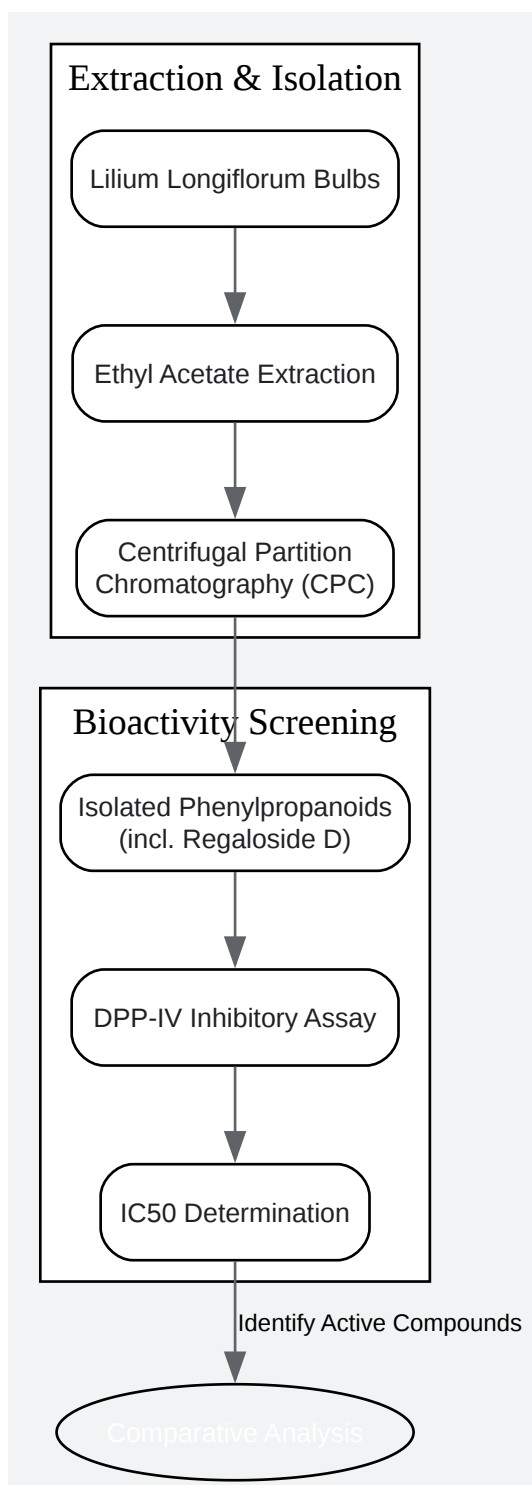 Extraction & Isolation
Lilium Longiflorum Bulbs
Ethyl Acetate Extraction
Centrifugal Partition
Chromatography (CPC)
Bioactivity Screening
Isolated Phenylpropanoids
(incl. Regaloside D)
DPP-IV Inhibitory Assay
IC50 Determination
Identify Active Compounds
Comparative Analysis